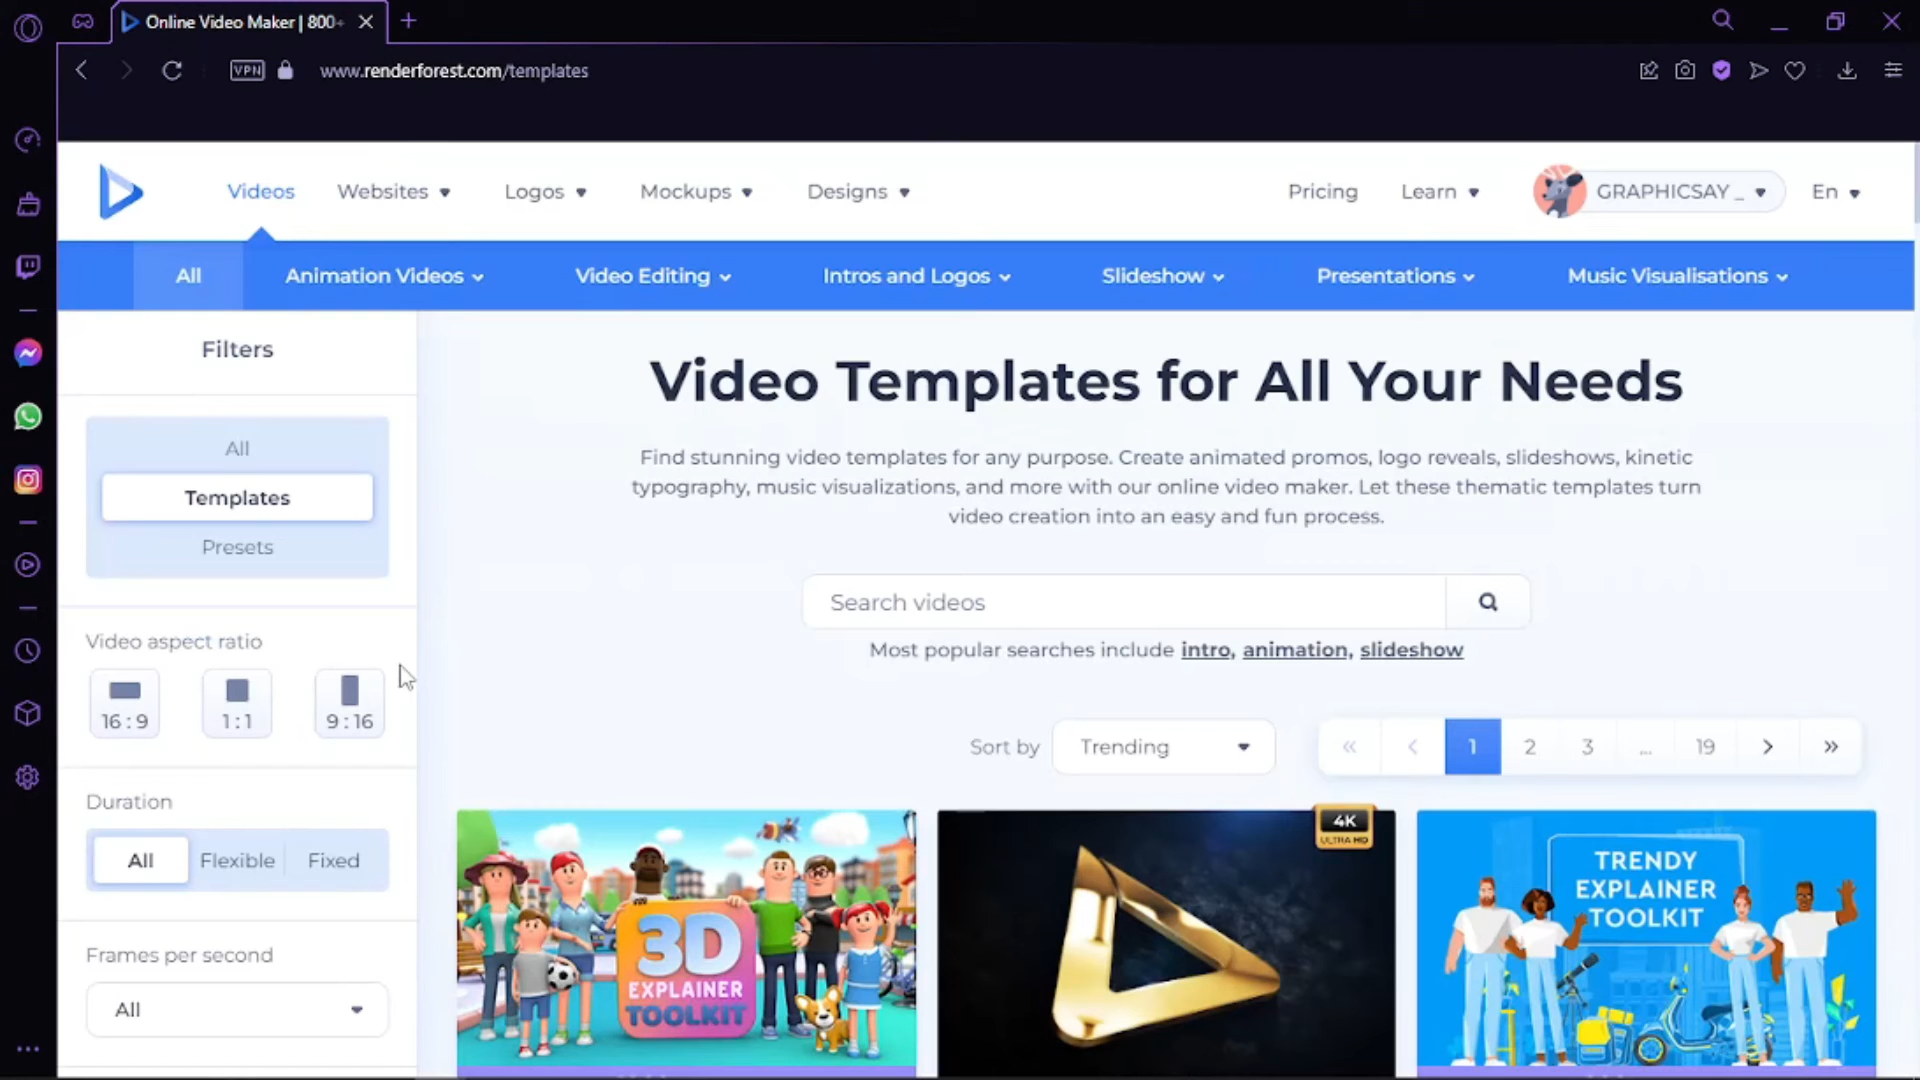 Online Video Maker | 800+
VPN
www.renderforest.com/templates
Videos
Websites
Logos
Mockups
Designs
Pricing
Learn
GRAPHICSAY _
En
All
Animation Videos
Video Editing
Intros and Logos
Slideshow
Presentations
Music Visualisations
Filters
All
Templates
Presets
Video aspect ratio
16 : 9
1 : 1
9 : 16
Duration
All
Flexible
Fixed
Frames per second
All
Video Templates for All Your Needs
Find stunning video templates for any purpose. Create animated promos, logo reveals, slideshows, kinetic
typography, music visualizations, and more with our online video maker. Let these thematic templates turn
video creation into an easy and fun process.
Search videos
Most popular searches include intro, animation, slideshow
Sort by
Trending
« ‹ 1 2 3 ... 19 › »
3D
EXPLAINER
TOOLKIT
4K
ULTRA HD
TRENDY
EXPLAINER
TOOLKIT